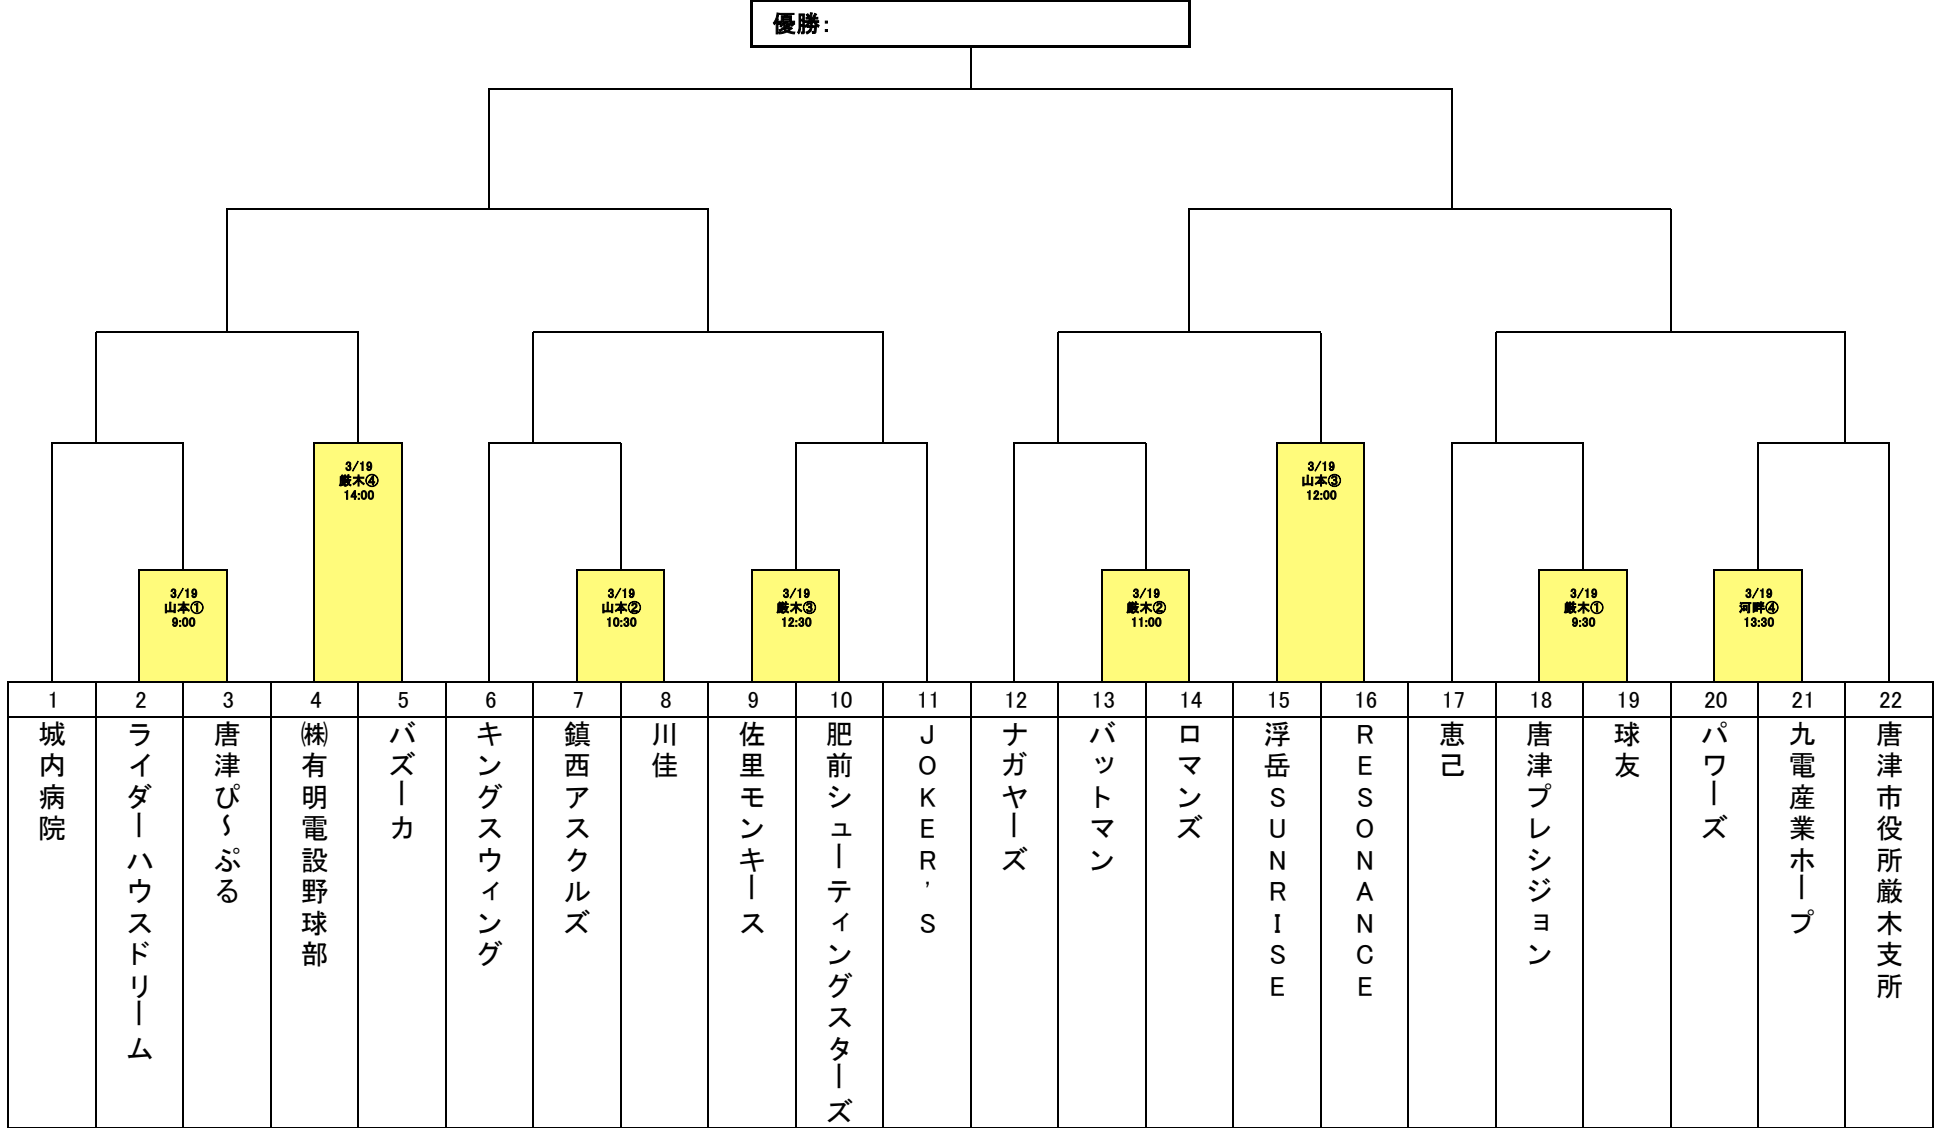 優勝：
3/19
厳木④
14:00
3/19
山本③
12:00
3/19
山本①
9:00
3/19
山本②
10:30
3/19
厳木③
12:30
3/19
厳木②
11:00
3/19
厳木①
9:30
3/19
河畔④
13:30
1 2 3 4 5 6 7 8 9 10 11 12 13 14 15 16 17 18 19 20 21 22
城内病院
ライダーハウスドリーム
唐津ぴ～ぷる
㈱有明電設野球部
バズーカ
キングスウィング
鎮西アスクルズ
川佳
佐里モンキース
肥前シューティングスターズ
JOKER'S
ナガヤーズ
バットマン
ロマンズ
浮岳SUNRISE
RESONANCE
恵己
唐津プレシジョン
球友
パワーズ
九電産業ホープ
唐津市役所厳木支所